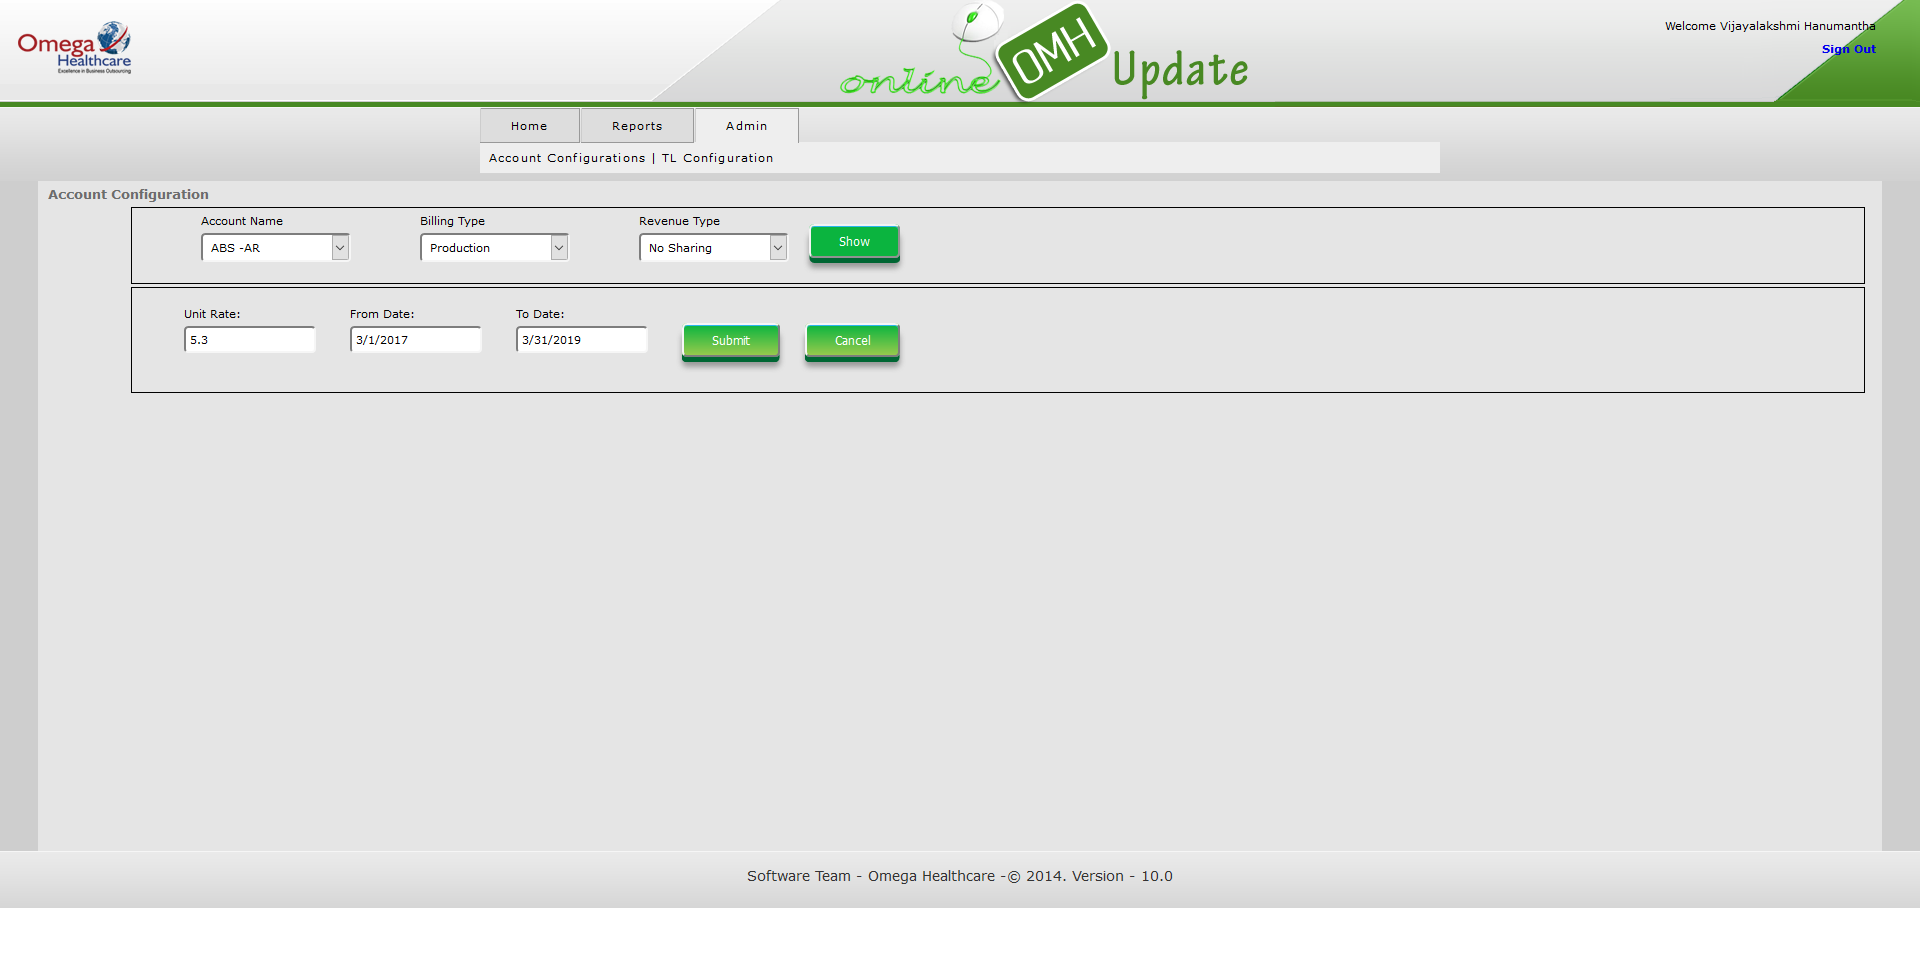 Omega
Healthcare
Excellence in Business Outsourcing
online OMH Update
Welcome Vijayalakshmi Hanumantha
Sign Out
Home Reports Admin
Account Configurations | TL Configuration
Account Configuration
Account Name Billing Type Revenue Type
ABS -AR Production No Sharing Show
Unit Rate: From Date: To Date:
5.3 3/1/2017 3/31/2019 Submit Cancel
Software Team - Omega Healthcare -© 2014. Version - 10.0